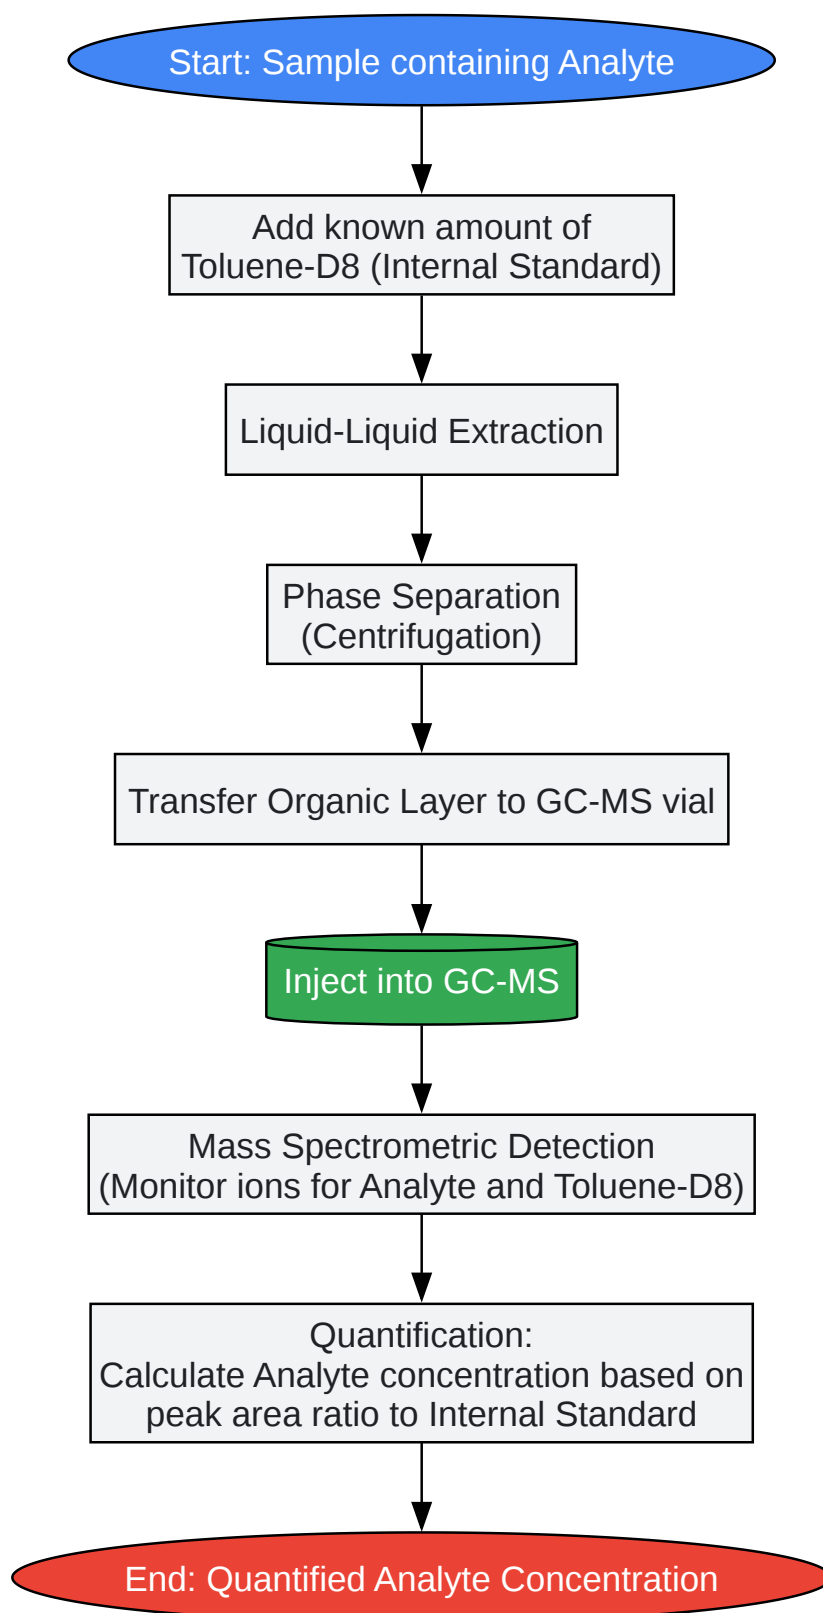 Start: Sample containing Analyte
Add known amount of
Toluene-D8 (Internal Standard)
Liquid-Liquid Extraction
Phase Separation
(Centrifugation)
Transfer Organic Layer to GC-MS vial
Inject into GC-MS
Mass Spectrometric Detection
(Monitor ions for Analyte and Toluene-D8)
Quantification:
Calculate Analyte concentration based on
peak area ratio to Internal Standard
End: Quantified Analyte Concentration